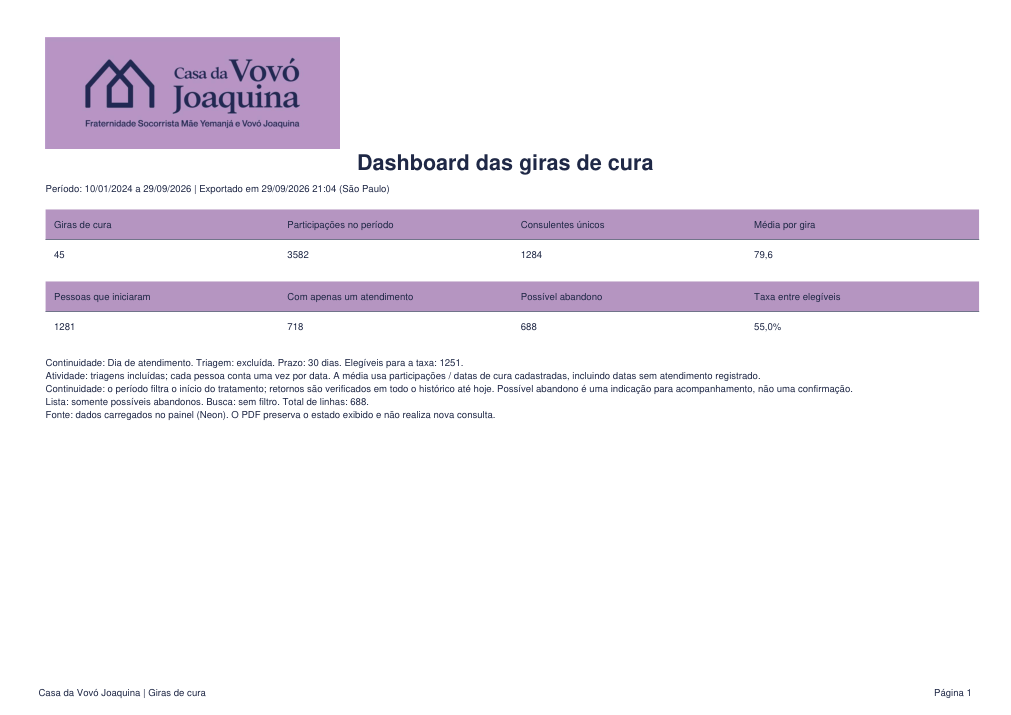 Casa da Vovó
Joaquina
Fraternidade Socorrista Mãe Yemanjá e Vovó Joaquina
Dashboard das giras de cura
Período: 10/01/2024 a 29/09/2026 | Exportado em 29/09/2026 21:04 (São Paulo)
Giras de cura Participações no período Consulentes únicos Média por gira
45 3582 1284 79,6
Pessoas que iniciaram Com apenas um atendimento Possível abandono Taxa entre elegíveis
1281 718 688 55,0%
Continuidade: Dia de atendimento. Triagem: excluída. Prazo: 30 dias. Elegíveis para a taxa: 1251.
Atividade: triagens incluídas; cada pessoa conta uma vez por data. A média usa participações / datas de cura cadastradas, incluindo datas sem atendimento registrado.
Continuidade: o período filtra o início do tratamento; retornos são verificados em todo o histórico até hoje. Possível abandono é uma indicação para acompanhamento, não uma confirmação.
Lista: somente possíveis abandonos. Busca: sem filtro. Total de linhas: 688.
Fonte: dados carregados no painel (Neon). O PDF preserva o estado exibido e não realiza nova consulta.
Casa da Vovó Joaquina | Giras de cura Página 1